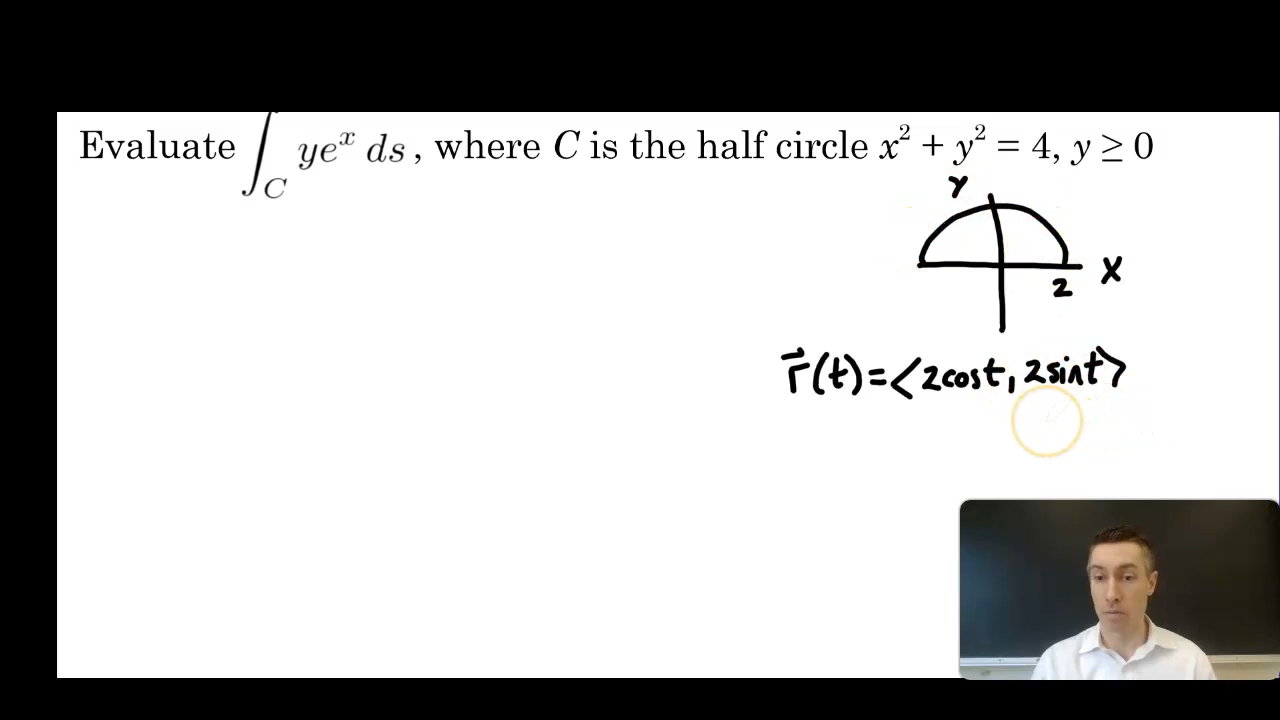 Evaluate ∫_C ye^x ds, where C is the half circle x² + y² = 4, y ≥ 0
y
x
2
r⃗(t)=⟨2cost, 2sint⟩